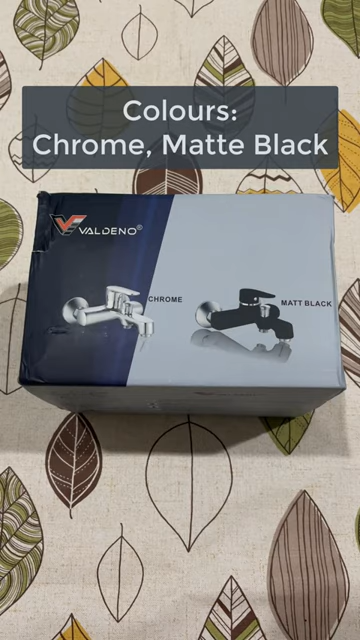 Colours:
Chrome, Matte Black
VALDENO®
CHROME
MATT BLACK